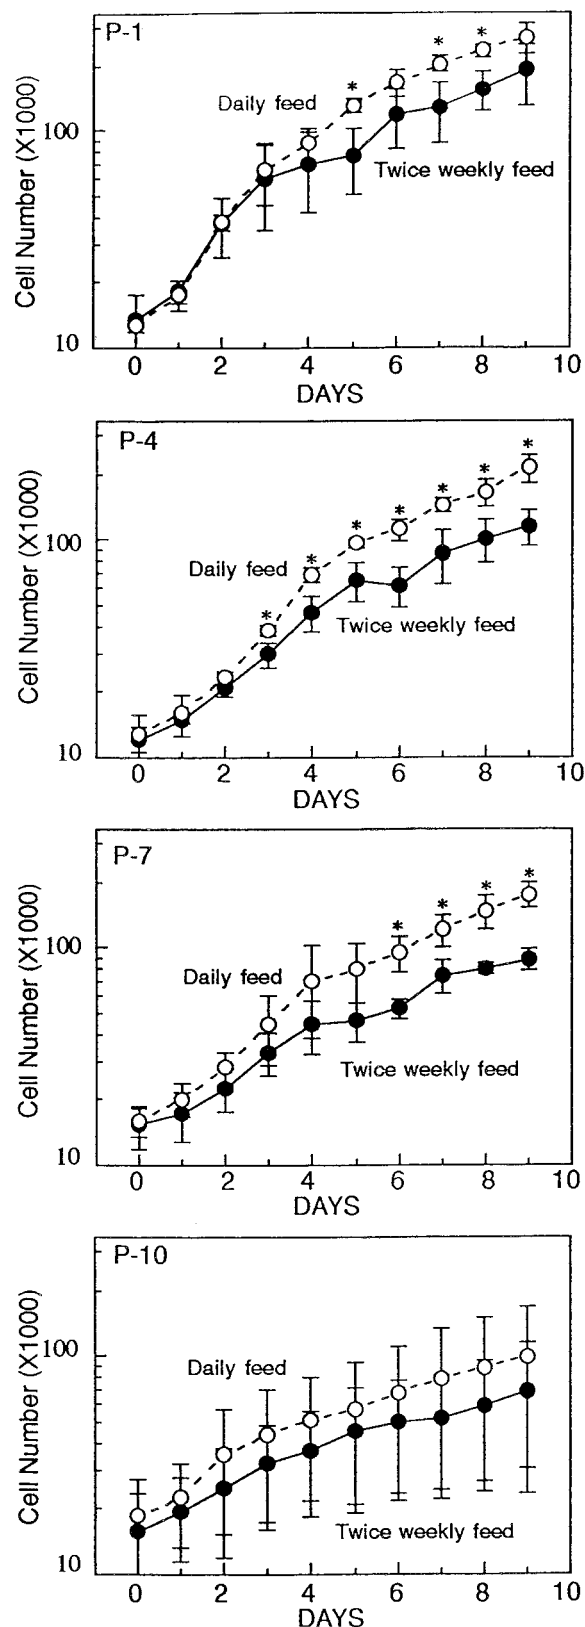 P-1
*
*
*
Daily feed
100
Twice weekly feed
Cell Number (X1000)
10
0 2 4 6 8 10
DAYS
P-4
*
*
*
*
*
*
*
100
Daily feed
Twice weekly feed
Cell Number (X1000)
10
0 2 4 6 8 10
DAYS
P-7
*
*
*
*
100
Daily feed
Twice weekly feed
Cell Number (X1000)
10
0 2 4 6 8 10
DAYS
P-10
100
Daily feed
Twice weekly feed
Cell Number (X1000)
10
0 2 4 6 8 10
DAYS